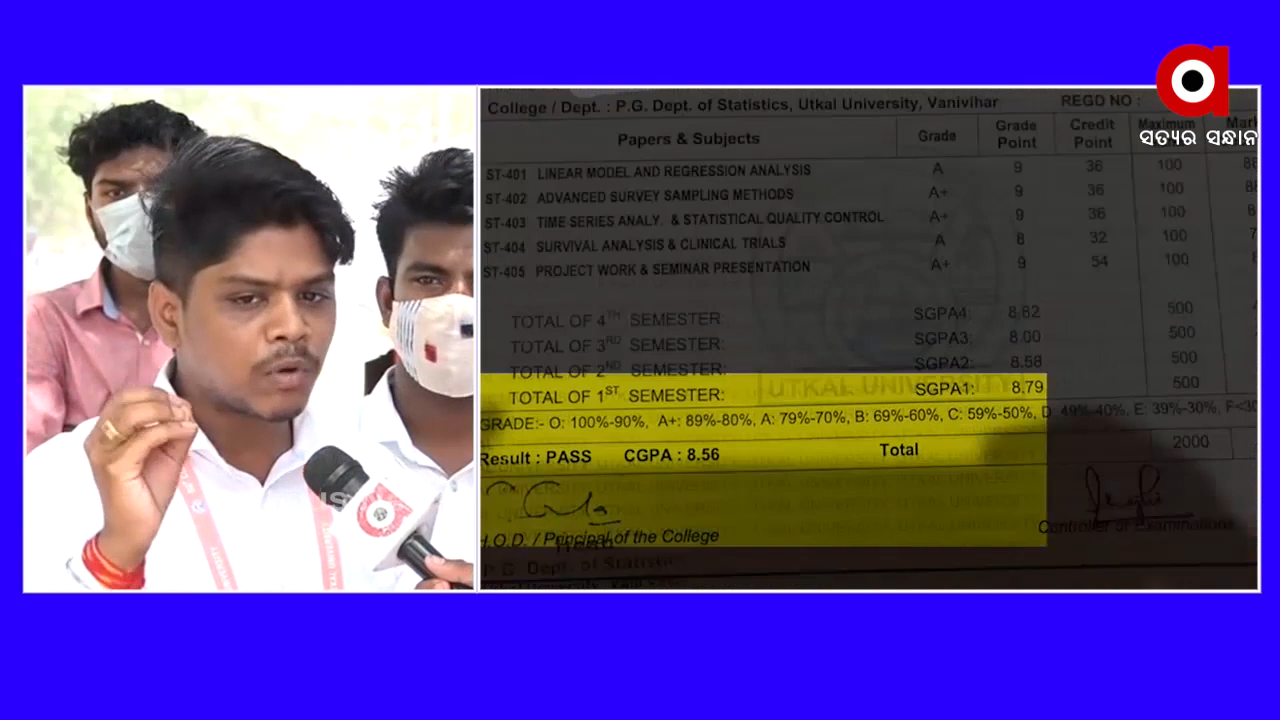 ସତ୍ୟର ସନ୍ଧାନ
College / Dept. : P.G. Dept. of Statistics, Utkal University, Vanivihar REGD NO :
Papers & Subjects Grade Grade Point Credit Point Maximum
ST-401 LINEAR MODEL AND REGRESSION ANALYSIS A 9 36 100
ST-402 ADVANCED SURVEY SAMPLING METHODS A+ 9 36 100
ST-403 TIME SERIES ANALY. & STATISTICAL QUALITY CONTROL A+ 9 36 100
ST-404 SURVIVAL ANALYSIS & CLINICAL TRIALS A 8 32 100
ST-405 PROJECT WORK & SEMINAR PRESENTATION A+ 9 54 100
TOTAL OF 4TH SEMESTER: SGPA4: 8.82 500
TOTAL OF 3RD SEMESTER: SGPA3: 8.00 500
TOTAL OF 2ND SEMESTER: SGPA2: 8.58 500
TOTAL OF 1ST SEMESTER: SGPA1: 8.79 500
UTKAL UNIVERSITY
GRADE:- O: 100%-90%, A+: 89%-80%, A: 79%-70%, B: 69%-60%, C: 59%-50%, D: 49%-40%, E: 39%-30%, F<30
Result : PASS CGPA : 8.56 Total 2000
H.O.D. / Principal of the College
Controller of Examinations
Head
P.G. Dept. of Statistics